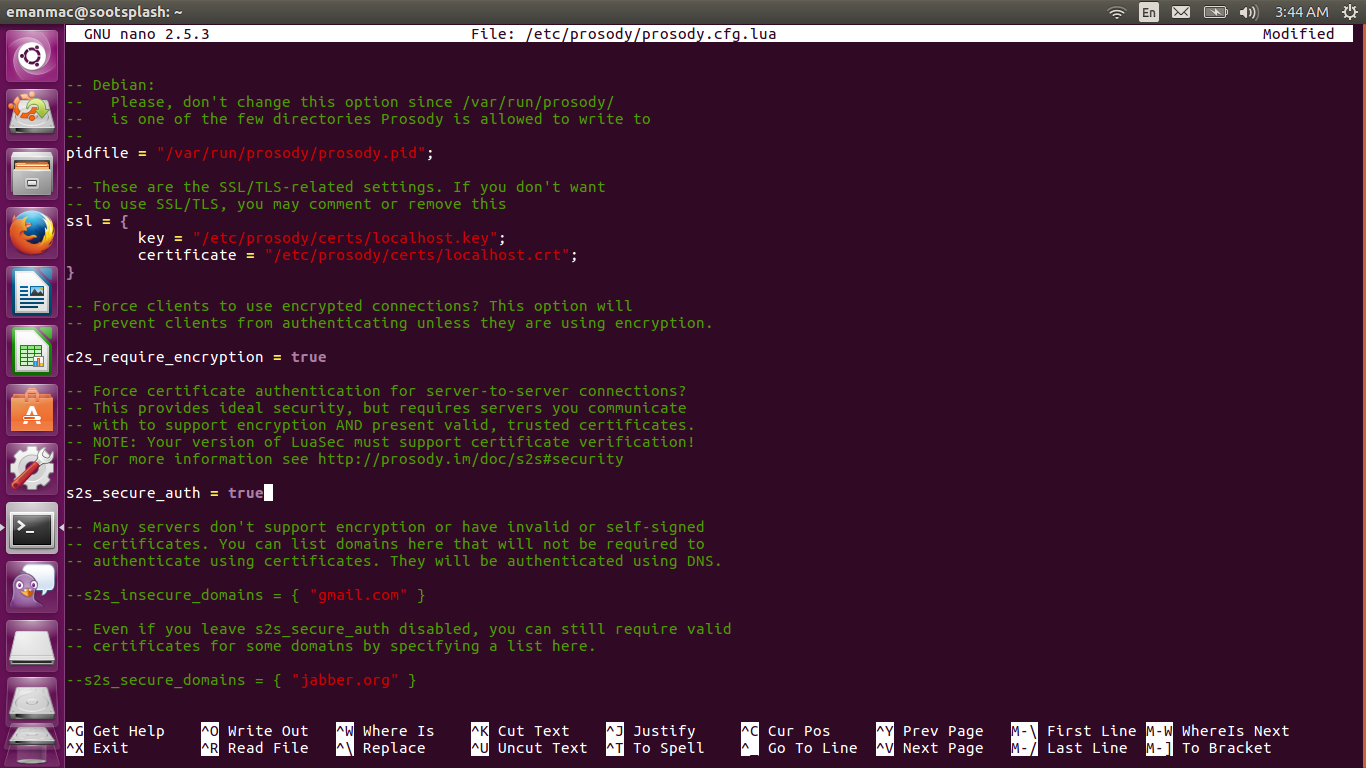 emanmac@sootsplash: ~
En
3:44 AM
GNU nano 2.5.3 File: /etc/prosody/prosody.cfg.lua Modified
-- Debian:
--   Please, don't change this option since /var/run/prosody/
--   is one of the few directories Prosody is allowed to write to
--
pidfile = "/var/run/prosody/prosody.pid";
-- These are the SSL/TLS-related settings. If you don't want
-- to use SSL/TLS, you may comment or remove this
ssl = {
        key = "/etc/prosody/certs/localhost.key";
        certificate = "/etc/prosody/certs/localhost.crt";
}
-- Force clients to use encrypted connections? This option will
-- prevent clients from authenticating unless they are using encryption.
c2s_require_encryption = true
-- Force certificate authentication for server-to-server connections?
-- This provides ideal security, but requires servers you communicate
-- with to support encryption AND present valid, trusted certificates.
-- NOTE: Your version of LuaSec must support certificate verification!
-- For more information see http://prosody.im/doc/s2s#security
s2s_secure_auth = true
-- Many servers don't support encryption or have invalid or self-signed
-- certificates. You can list domains here that will not be required to
-- authenticate using certificates. They will be authenticated using DNS.
--s2s_insecure_domains = { "gmail.com" }
-- Even if you leave s2s_secure_auth disabled, you can still require valid
-- certificates for some domains by specifying a list here.
--s2s_secure_domains = { "jabber.org" }
^G Get Help ^O Write Out ^W Where Is ^K Cut Text ^J Justify ^C Cur Pos ^Y Prev Page M-\ First Line M-W WhereIs Next
^X Exit ^R Read File ^\ Replace ^U Uncut Text ^T To Spell ^_ Go To Line ^V Next Page M-/ Last Line M-] To Bracket